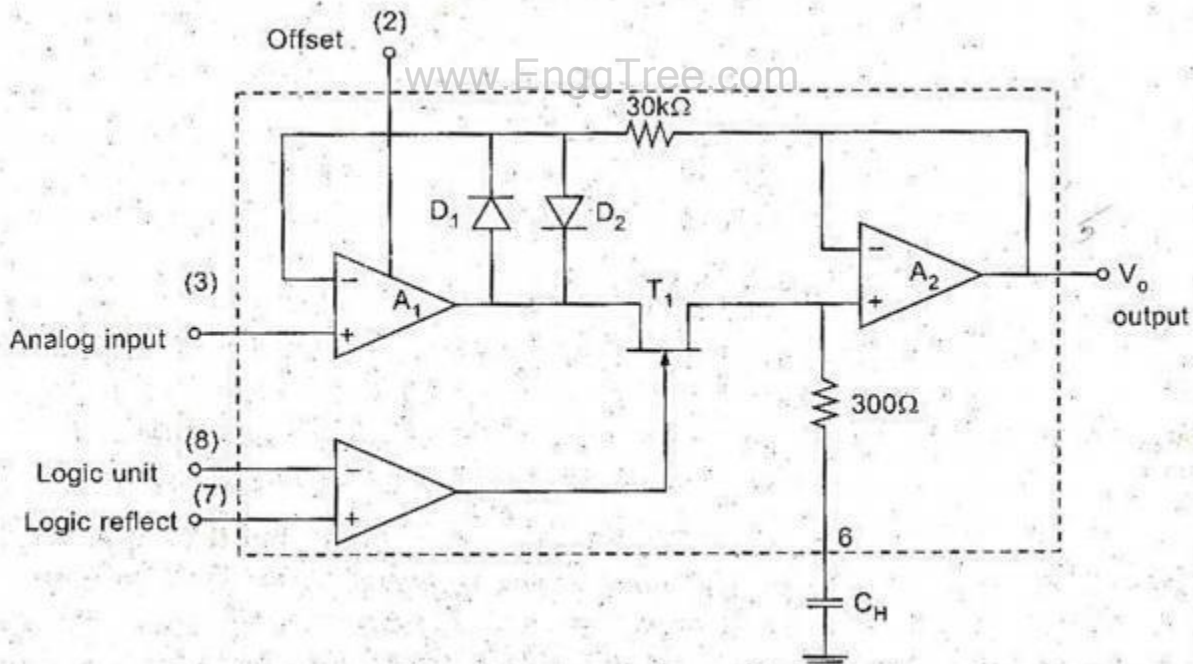 Offset (2)
www.EnggTree.com
30kΩ
D1
D2
A1
T1
A2
Vo
output
(3)
Analog input
300Ω
(8)
Logic unit
(7)
Logic reflect
6
CH
-
+
-
+
-
+